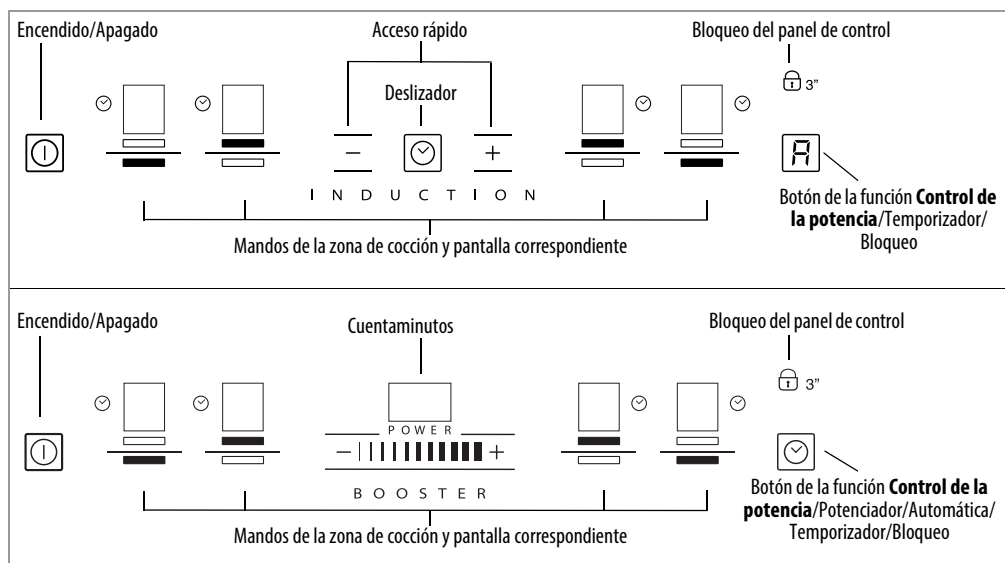 Encendido/Apagado
Acceso rápido
Bloqueo del panel de control
3"
Deslizador
− +
A
I N D U C T I O N
Botón de la función Control de
la potencia/Temporizador/
Bloqueo
Mandos de la zona de cocción y pantalla correspondiente
Encendido/Apagado
Cuentaminutos
Bloqueo del panel de control
3"
POWER
− +
B O O S T E R
Botón de la función Control de la
potencia/Potenciador/Automática/
Temporizador/Bloqueo
Mandos de la zona de cocción y pantalla correspondiente